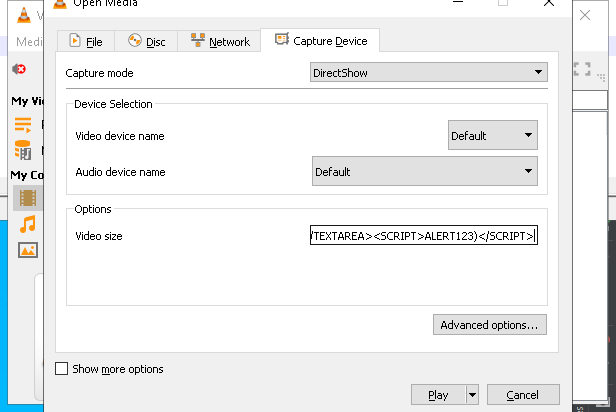 Open Media
V
Medi
File
Disc
Network
Capture Device
Capture mode
DirectShow
My Vi
Device Selection
Video device name
Default
My Co
Audio device name
Default
Options
Video size
/TEXTAREA><SCRIPT>ALERT123)</SCRIPT>
Advanced options...
Show more options
Play
Cancel